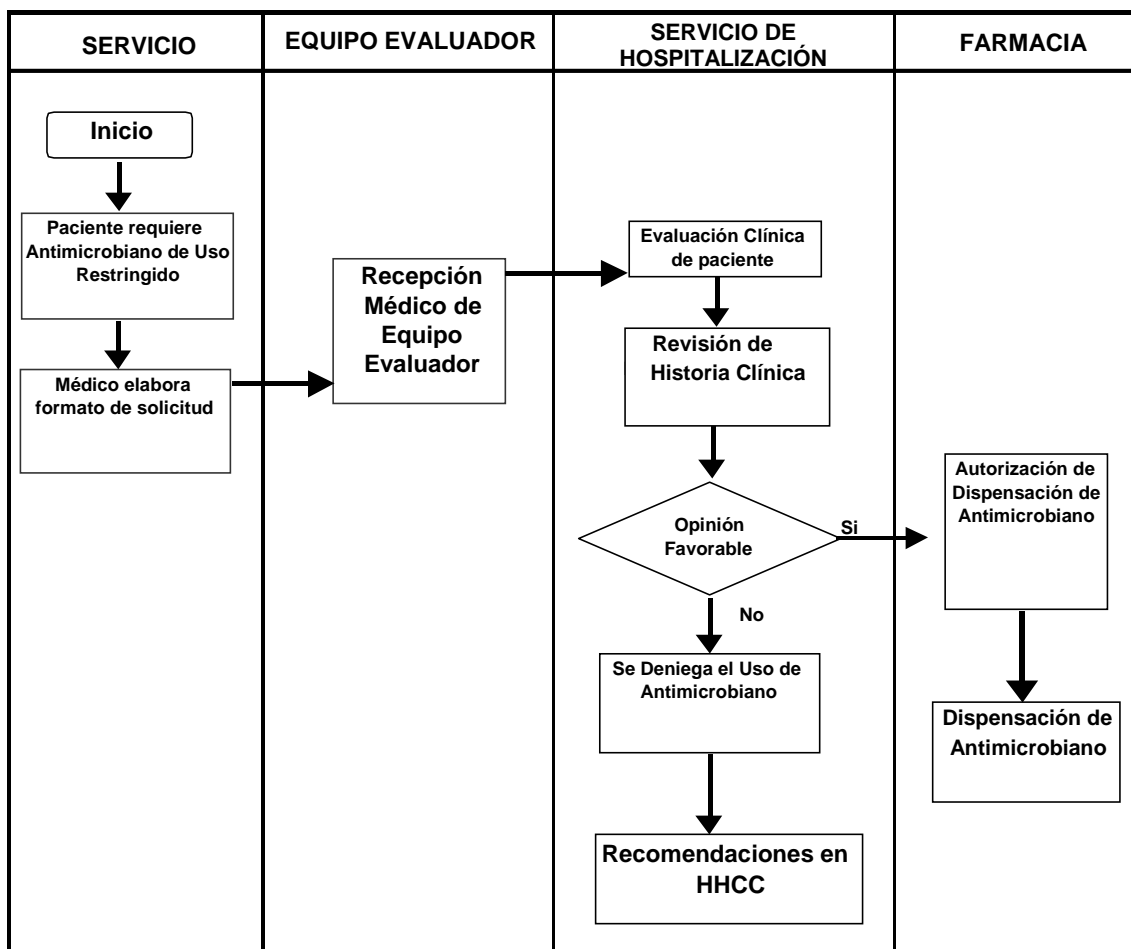 SERVICIO
EQUIPO EVALUADOR
SERVICIO DE
HOSPITALIZACIÓN
FARMACIA
Inicio
Paciente requiere
Antimicrobiano de Uso
Restringido
Médico elabora
formato de solicitud
Recepción
Médico de
Equipo
Evaluador
Evaluación Clínica
de paciente
Revisión de
Historia Clínica
Opinión
Favorable
Si
No
Se Deniega el Uso de
Antimicrobiano
Recomendaciones en
HHCC
Autorización de
Dispensación de
Antimicrobiano
Dispensación de
Antimicrobiano